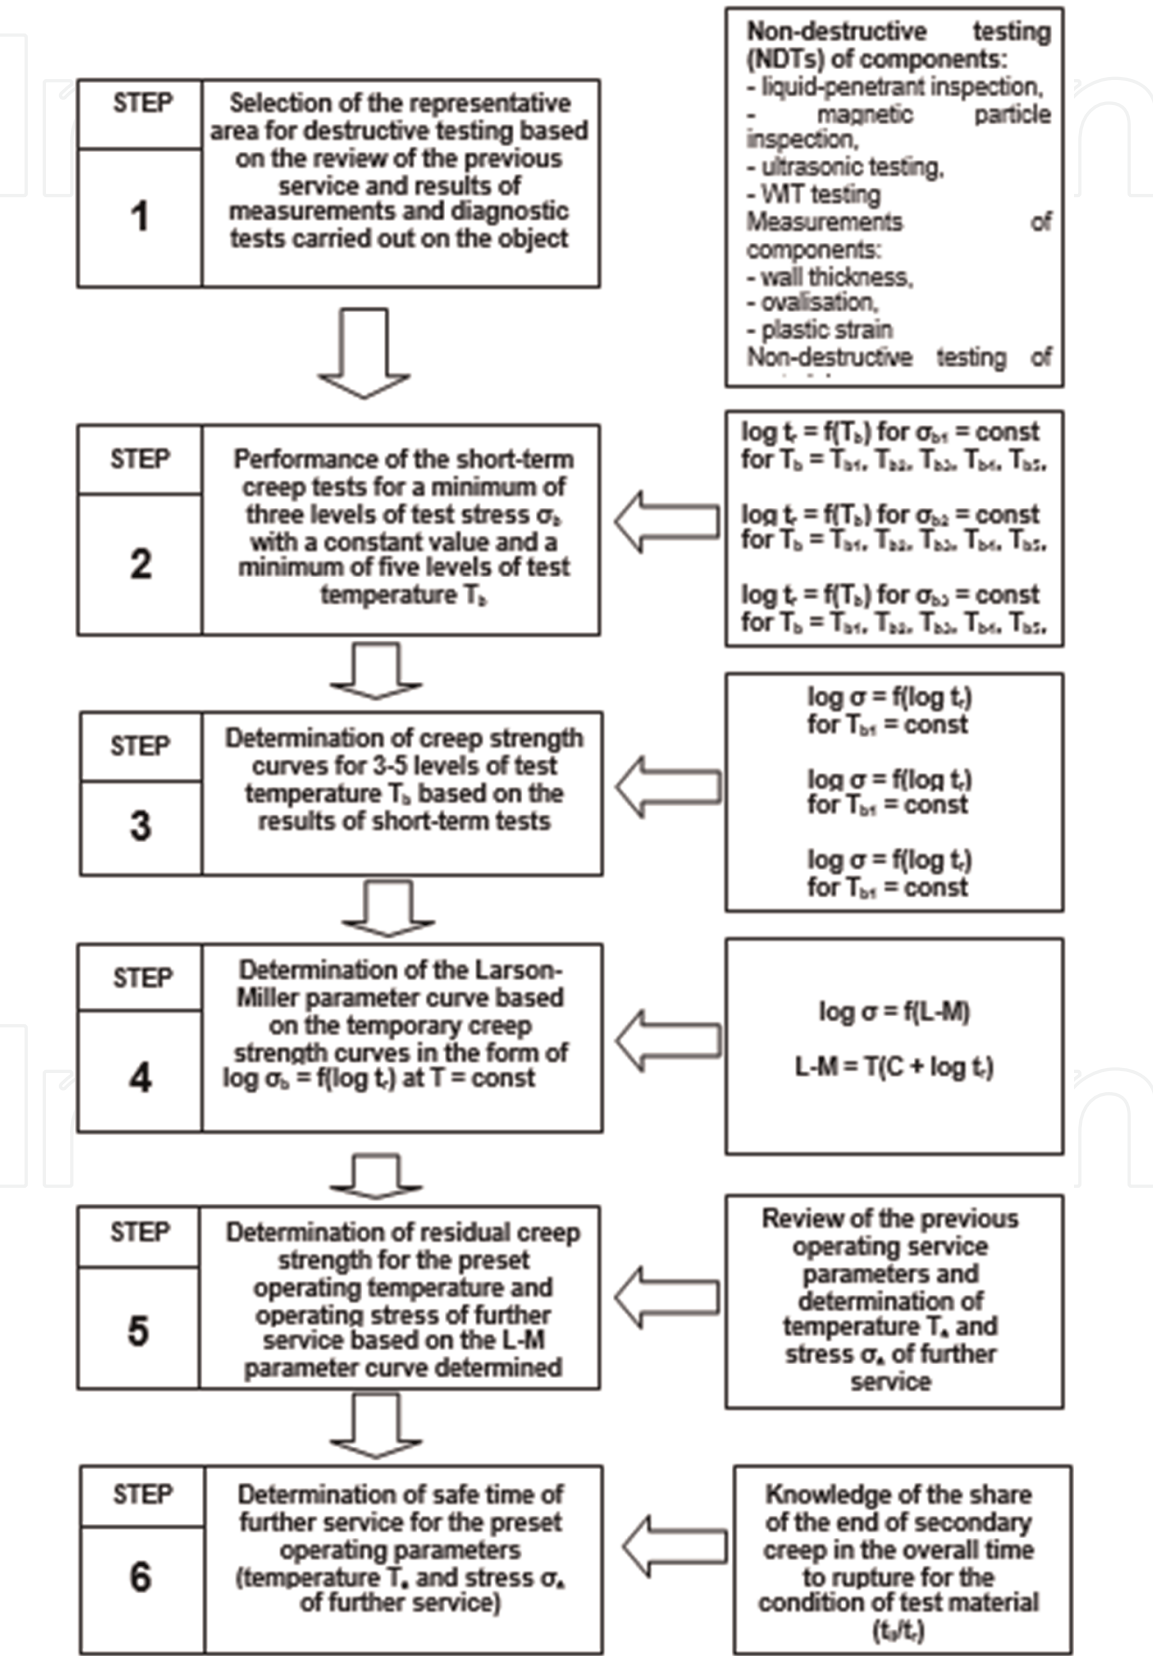 STEP
1
Selection of the representative
area for destructive testing based
on the review of the previous
service and results of
measurements and diagnostic
tests carried out on the object
Non-destructive testing
(NDTs) of components:
- liquid-penetrant inspection,
- magnetic particle
inspection,
- ultrasonic testing,
- WIT testing
Measurements of
components:
- wall thickness,
- ovalisation,
- plastic strain
Non-destructive testing of
STEP
2
Performance of the short-term
creep tests for a minimum of
three levels of test stress σb
with a constant value and a
minimum of five levels of test
temperature Tb
log tr = f(Tb) for σb1 = const
for Tb = Tb1, Tb2, Tb3, Tb4, Tb5,
log tr = f(Tb) for σb2 = const
for Tb = Tb1, Tb2, Tb3, Tb4, Tb5,
log tr = f(Tb) for σb3 = const
for Tb = Tb1, Tb2, Tb3, Tb4, Tb5,
STEP
3
Determination of creep strength
curves for 3-5 levels of test
temperature Tb based on the
results of short-term tests
log σ = f(log tr)
for Tb1 = const
log σ = f(log tr)
for Tb1 = const
log σ = f(log tr)
for Tb1 = const
STEP
4
Determination of the Larson-
Miller parameter curve based
on the temporary creep
strength curves in the form of
log σb = f(log tr) at T = const
log σ = f(L-M)
L-M = T(C + log tr)
STEP
5
Determination of residual creep
strength for the preset
operating temperature and
operating stress of further
service based on the L-M
parameter curve determined
Review of the previous
operating service
parameters and
determination of
temperature Te and
stress σe of further
service
STEP
6
Determination of safe time of
further service for the preset
operating parameters
(temperature Te and stress σe
of further service)
Knowledge of the share
of the end of secondary
creep in the overall time
to rupture for the
condition of test material
(te/tr)